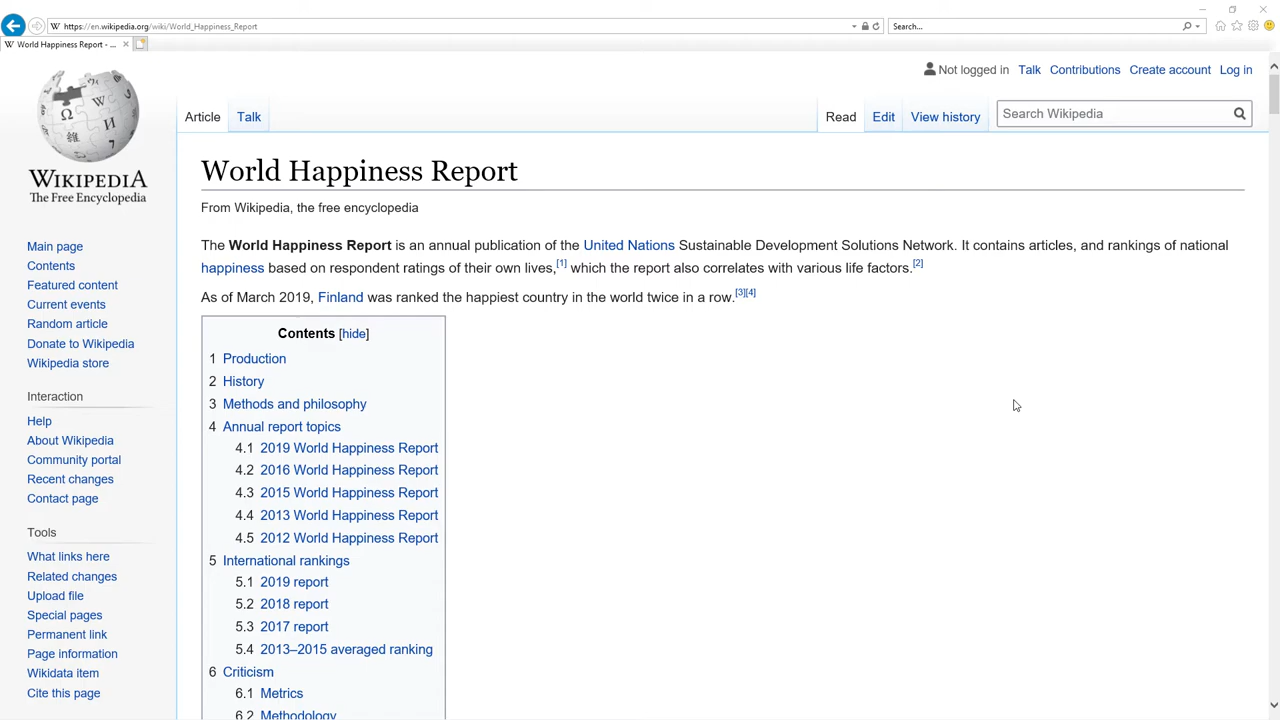 https://en.wikipedia.org/wiki/World_Happiness_Report
Search...
World Happiness Report - ...
Not logged in Talk Contributions Create account Log in
Article Talk Read Edit View history Search Wikipedia
WIKIPEDIA
The Free Encyclopedia
Main page
Contents
Featured content
Current events
Random article
Donate to Wikipedia
Wikipedia store
Interaction
Help
About Wikipedia
Community portal
Recent changes
Contact page
Tools
What links here
Related changes
Upload file
Special pages
Permanent link
Page information
Wikidata item
Cite this page
World Happiness Report
From Wikipedia, the free encyclopedia
The World Happiness Report is an annual publication of the United Nations Sustainable Development Solutions Network. It contains articles, and rankings of national
happiness based on respondent ratings of their own lives,[1] which the report also correlates with various life factors.[2]
As of March 2019, Finland was ranked the happiest country in the world twice in a row.[3][4]
Contents [hide]
1 Production
2 History
3 Methods and philosophy
4 Annual report topics
4.1 2019 World Happiness Report
4.2 2016 World Happiness Report
4.3 2015 World Happiness Report
4.4 2013 World Happiness Report
4.5 2012 World Happiness Report
5 International rankings
5.1 2019 report
5.2 2018 report
5.3 2017 report
5.4 2013–2015 averaged ranking
6 Criticism
6.1 Metrics
6.2 Methodology